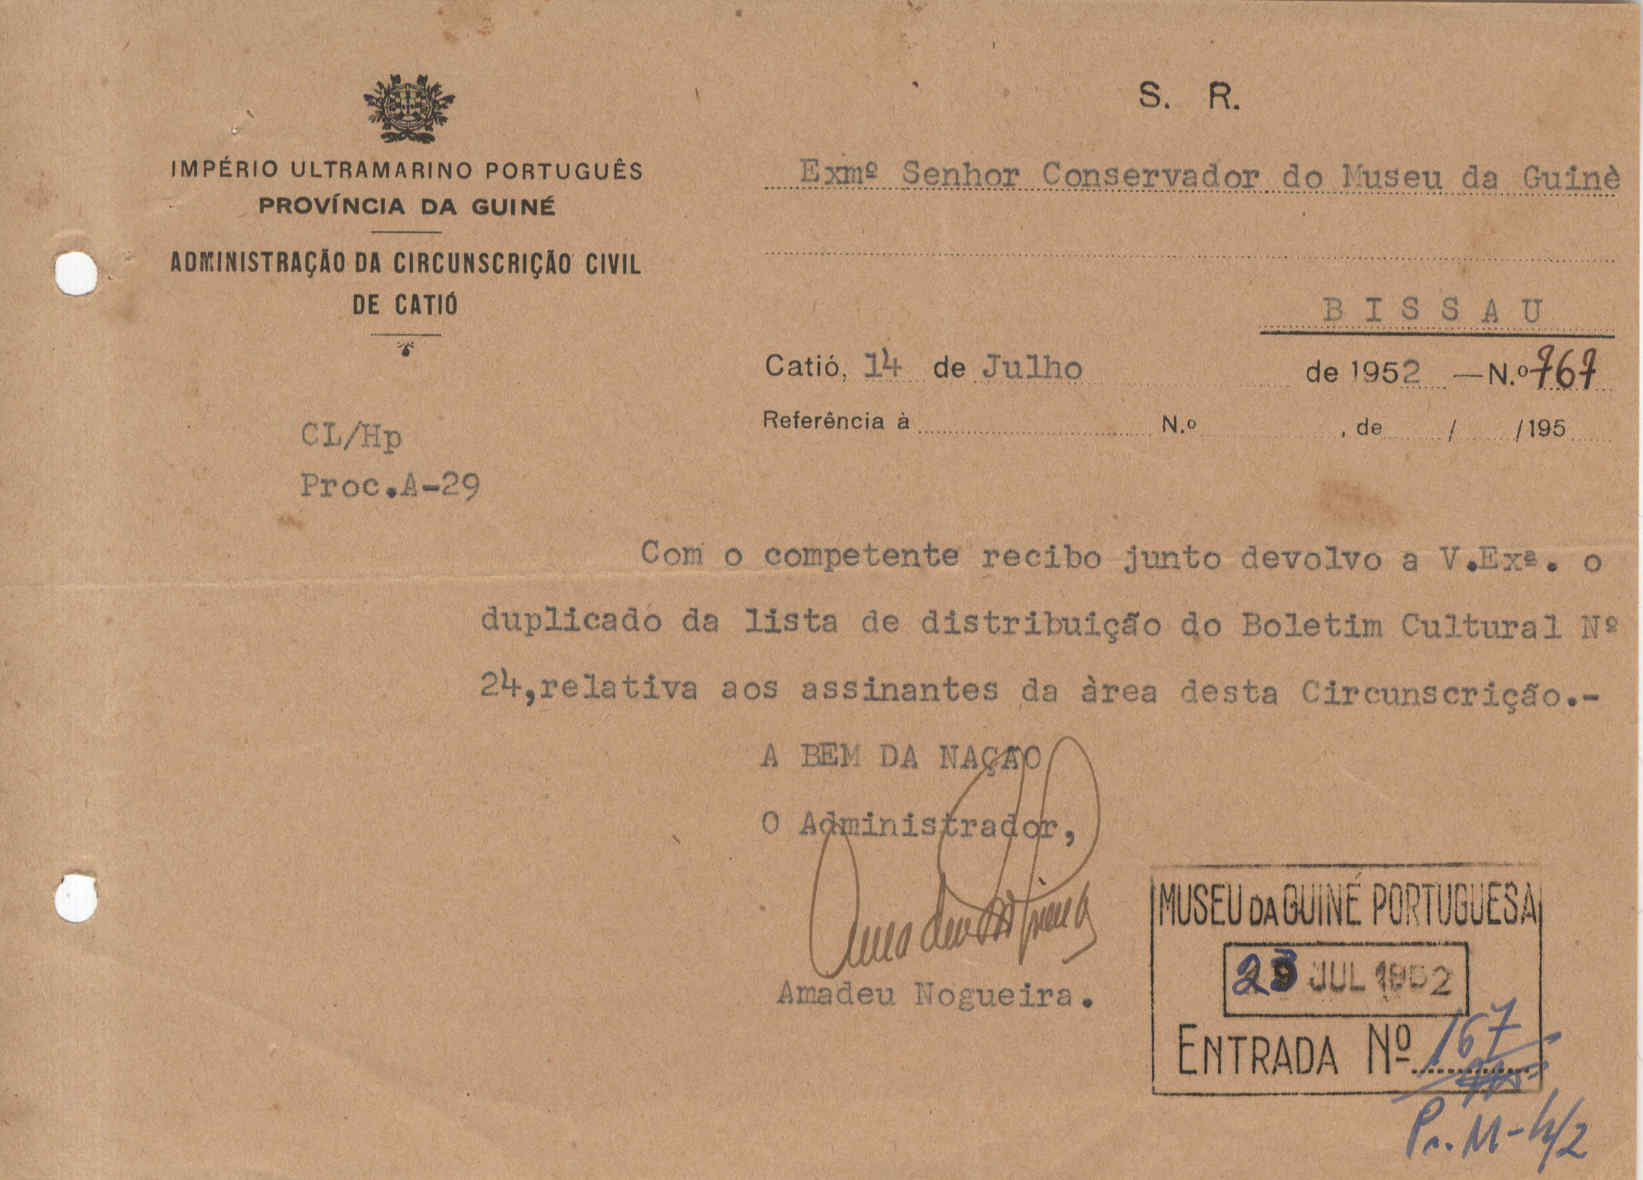 S. R.
IMPÉRIO ULTRAMARINO PORTUGUÊS
PROVÍNCIA DA GUINÉ
ADMINISTRAÇÃO DA CIRCUNSCRIÇÃO CIVIL
DE CATIÓ
Exmº Senhor Conservador do Museu da Guinè
BISSAU
Catió, 14 de Julho de 1952 — N.º 767
Referência à N.º , de / /195
CL/Hp
Proc.A-29
Com o competente recibo junto devolvo a V.Exª. o
duplicado da lista de distribuição do Boletim Cultural Nº
24,relativa aos assinantes da àrea desta Circunscrição.-
A BEM DA NAÇÃO
O Administrador,
Amadeu Nogueira
Amadeu Nogueira.
MUSEU DA GUINÉ PORTUGUESA
23 JUL 1952
ENTRADA Nº 167
Pr. M-4/2